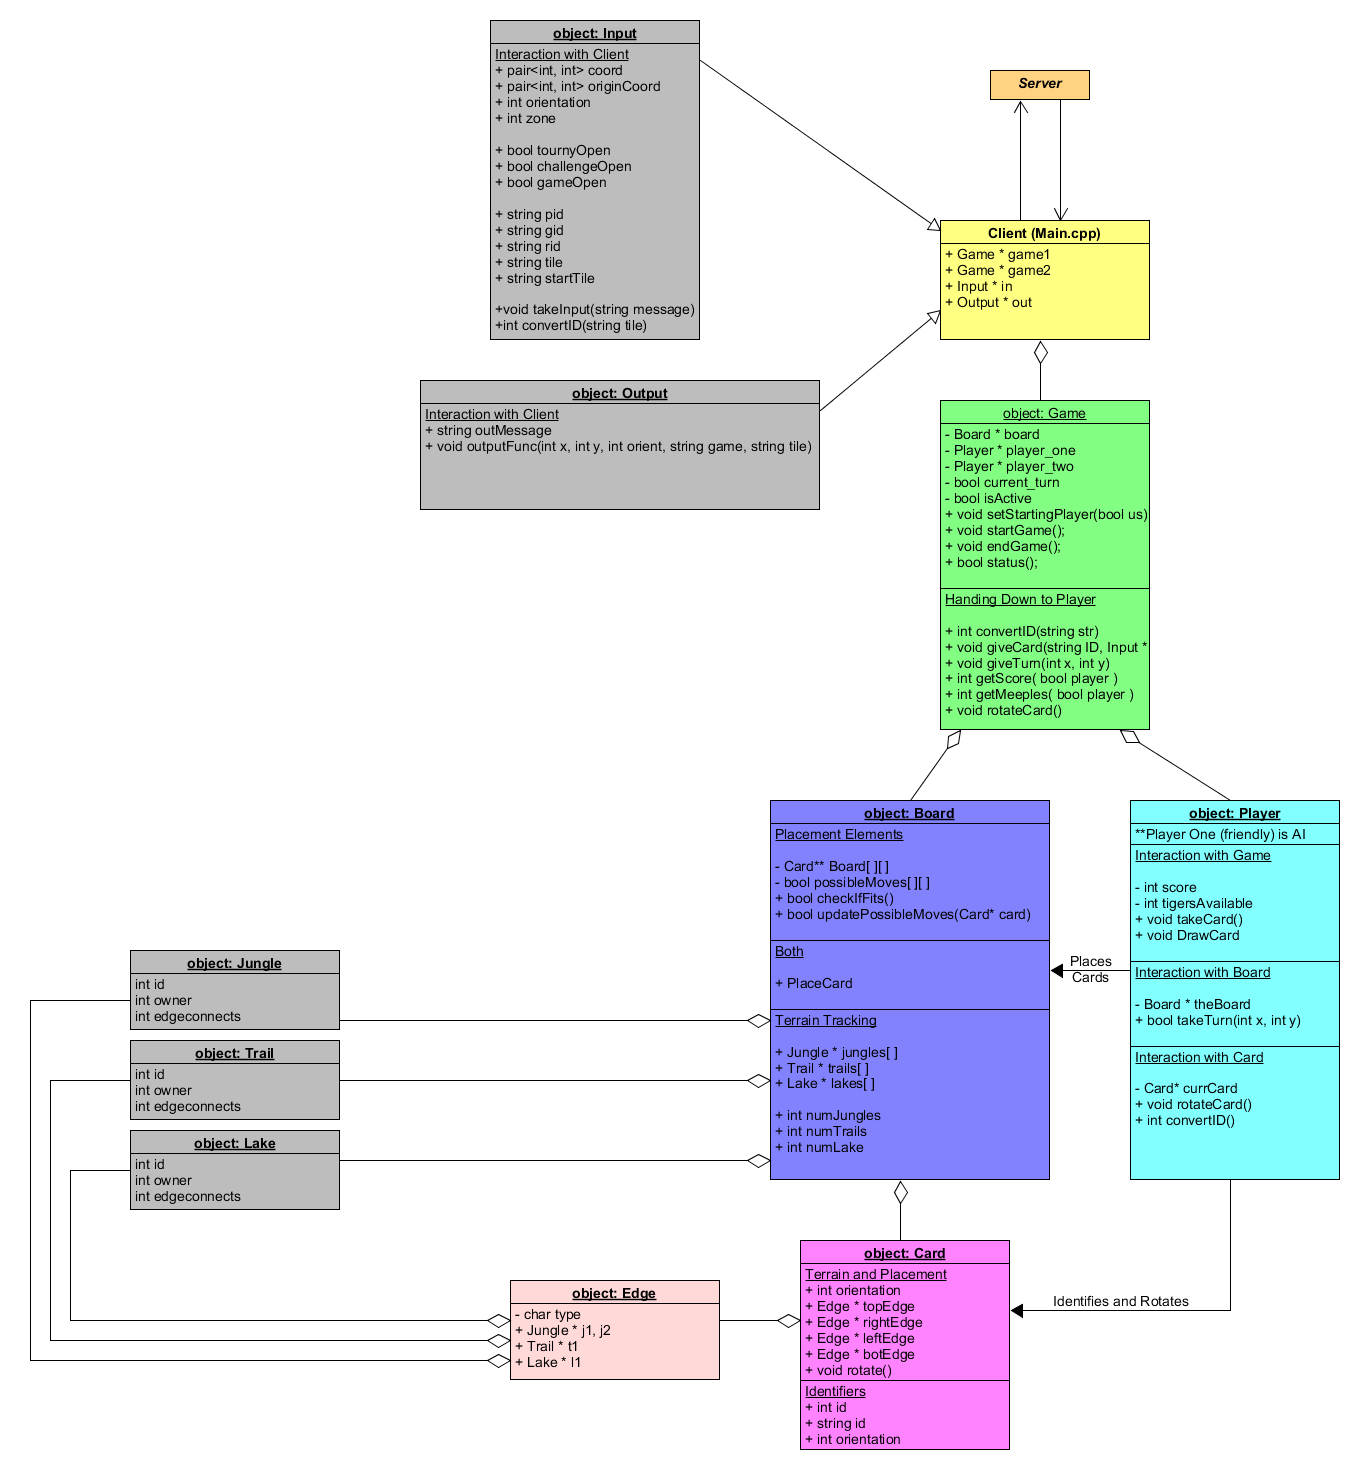 object: Input
Interaction with Client
+ pair<int, int> coord
+ pair<int, int> originCoord
+ int orientation
+ int zone
+ bool tournyOpen
+ bool challengeOpen
+ bool gameOpen
+ string pid
+ string gid
+ string rid
+ string tile
+ string startTile
+void takeInput(string message)
+int convertID(string tile)
Server
Client (Main.cpp)
+ Game * game1
+ Game * game2
+ Input * in
+ Output * out
object: Output
Interaction with Client
+ string outMessage
+ void outputFunc(int x, int y, int orient, string game, string tile)
object: Game
- Board * board
- Player * player_one
- Player * player_two
- bool current_turn
- bool isActive
+ void setStartingPlayer(bool us)
+ void startGame();
+ void endGame();
+ bool status();
Handing Down to Player
+ int convertID(string str)
+ void giveCard(string ID, Input *
+ void giveTurn(int x, int y)
+ int getScore( bool player )
+ int getMeeples( bool player )
+ void rotateCard()
object: Board
Placement Elements
- Card** Board[ ][ ]
- bool possibleMoves[ ][ ]
+ bool checkIfFits()
+ bool updatePossibleMoves(Card* card)
Both
+ PlaceCard
Terrain Tracking
+ Jungle * jungles[ ]
+ Trail * trails[ ]
+ Lake * lakes[ ]
+ int numJungles
+ int numTrails
+ int numLake
object: Player
**Player One (friendly) is AI
Interaction with Game
- int score
- int tigersAvailable
+ void takeCard()
+ void DrawCard
Interaction with Board
- Board * theBoard
+ bool takeTurn(int x, int y)
Interaction with Card
- Card* currCard
+ void rotateCard()
+ int convertID()
Places
Cards
object: Jungle
int id
int owner
int edgeconnects
object: Trail
int id
int owner
int edgeconnects
object: Lake
int id
int owner
int edgeconnects
object: Edge
- char type
+ Jungle * j1, j2
+ Trail * t1
+ Lake * l1
object: Card
Terrain and Placement
+ int orientation
+ Edge * topEdge
+ Edge * rightEdge
+ Edge * leftEdge
+ Edge * botEdge
+ void rotate()
Identifiers
+ int id
+ string id
+ int orientation
Identifies and Rotates